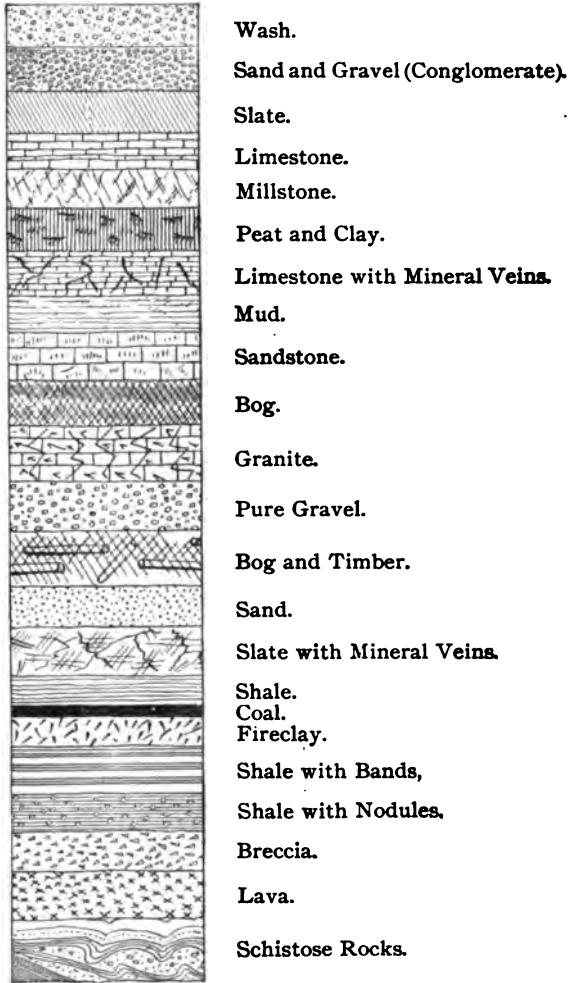 Wash.
Sand and Gravel (Conglomerate).
Slate.
Limestone.
Millstone.
Peat and Clay.
Limestone with Mineral Veins.
Mud.
Sandstone.
Bog.
Granite.
Pure Gravel.
Bog and Timber.
Sand.
Slate with Mineral Veins.
Shale.
Coal.
Fireclay.
Shale with Bands,
Shale with Nodules.
Breccia.
Lava.
Schistose Rocks.